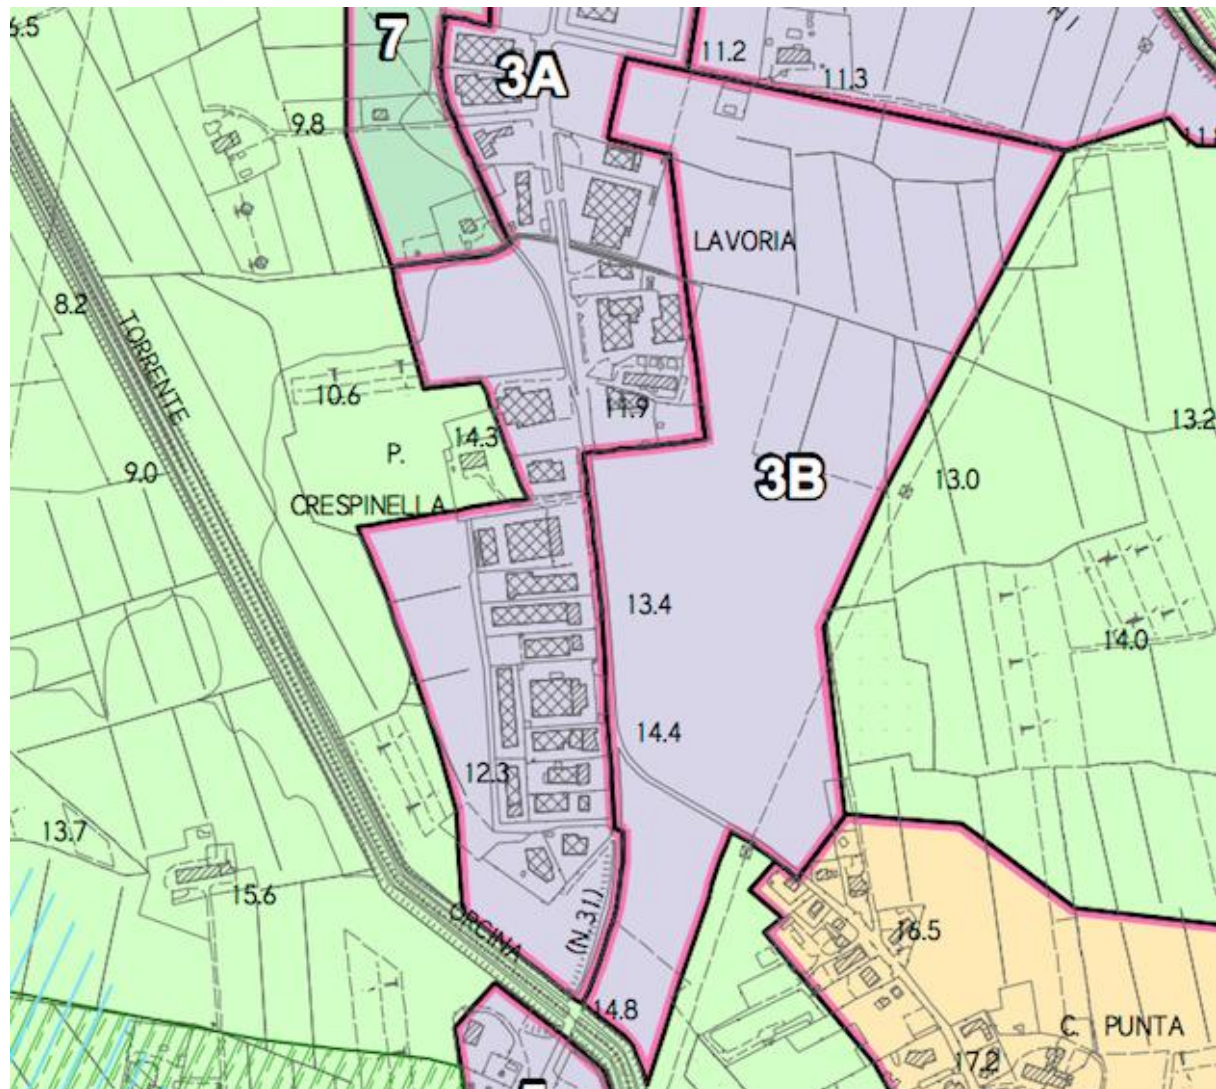 7
3A
11.2
11.3
9.8
LAVORIA
8.2
TORRENTE
10.6
11.9
13.2
14.3
P.
CRESPINELLA
9.0
3B
13.0
13.4
14.0
14.4
12.3
13.7
15.6
ORCINA
(N.31)
16.5
14.8
C. PUNTA
17.2